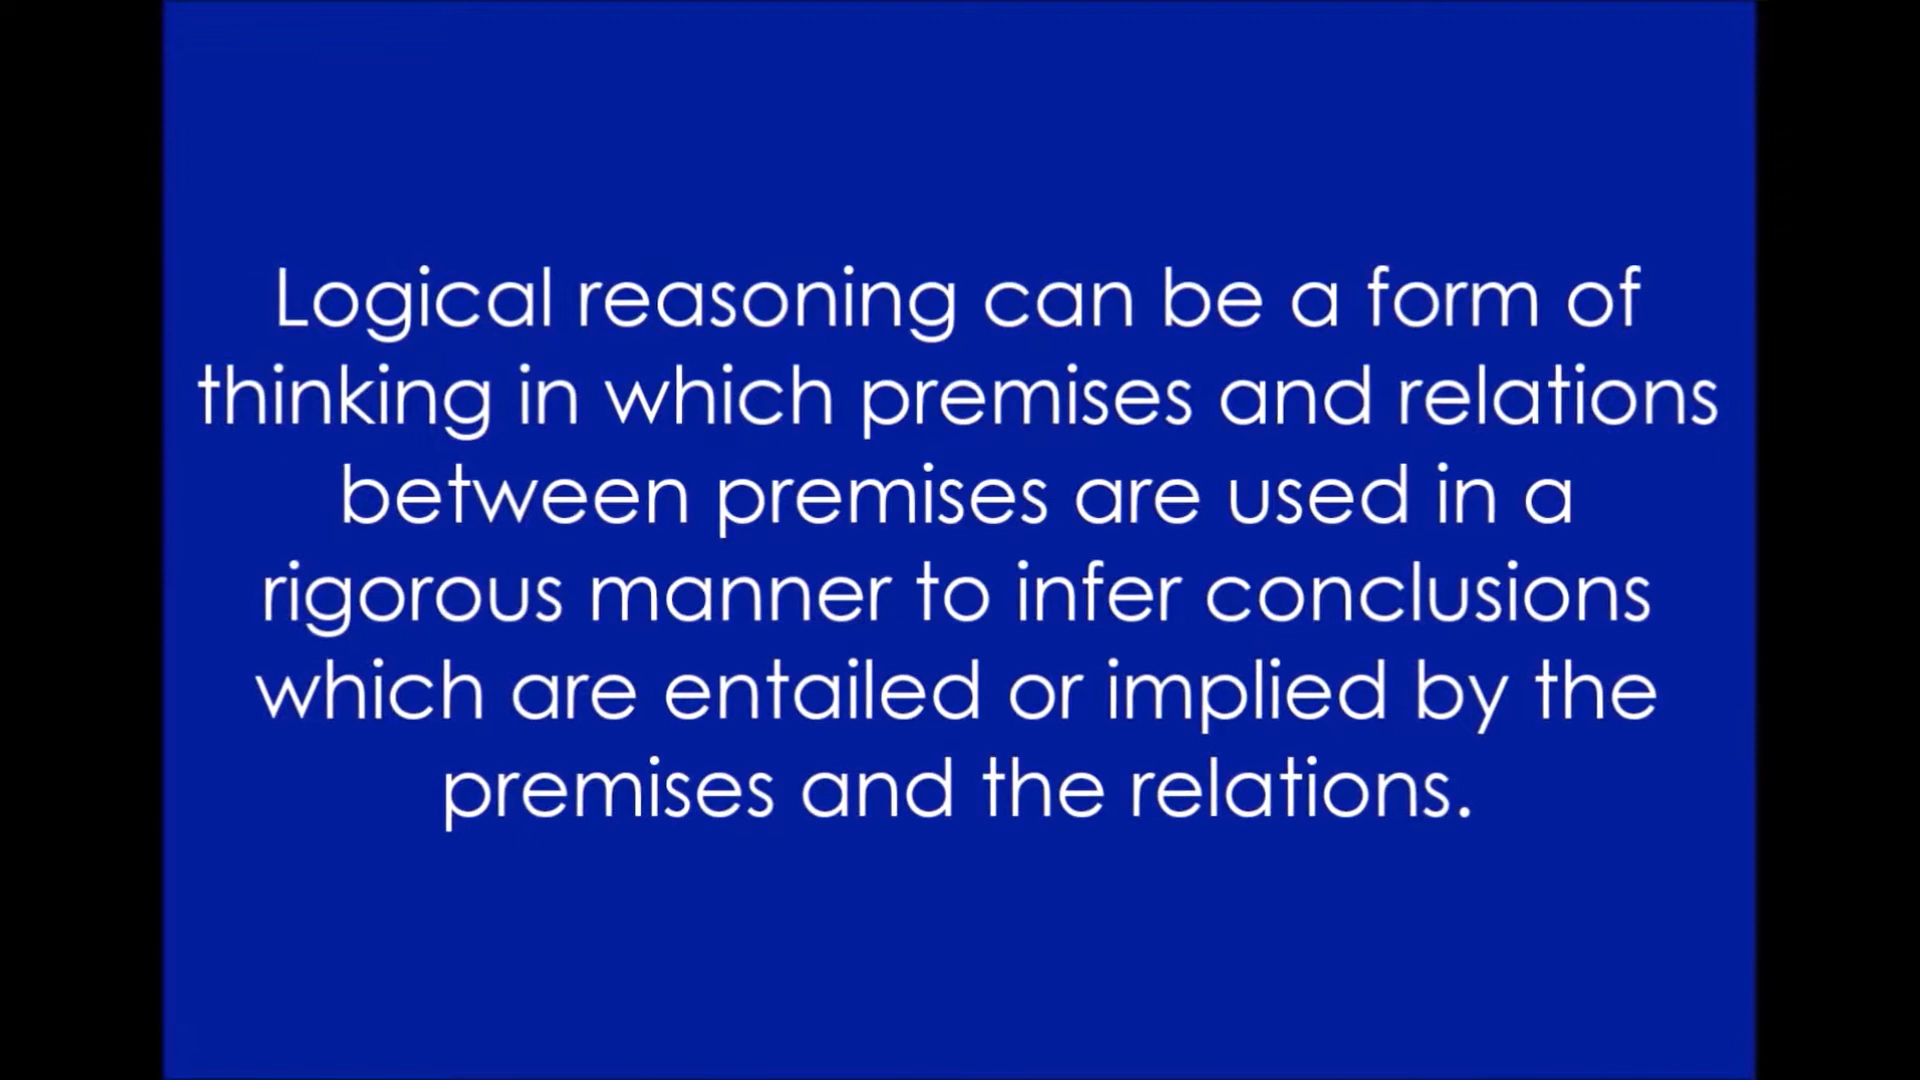 Logical reasoning can be a form of
thinking in which premises and relations
between premises are used in a
rigorous manner to infer conclusions
which are entailed or implied by the
premises and the relations.